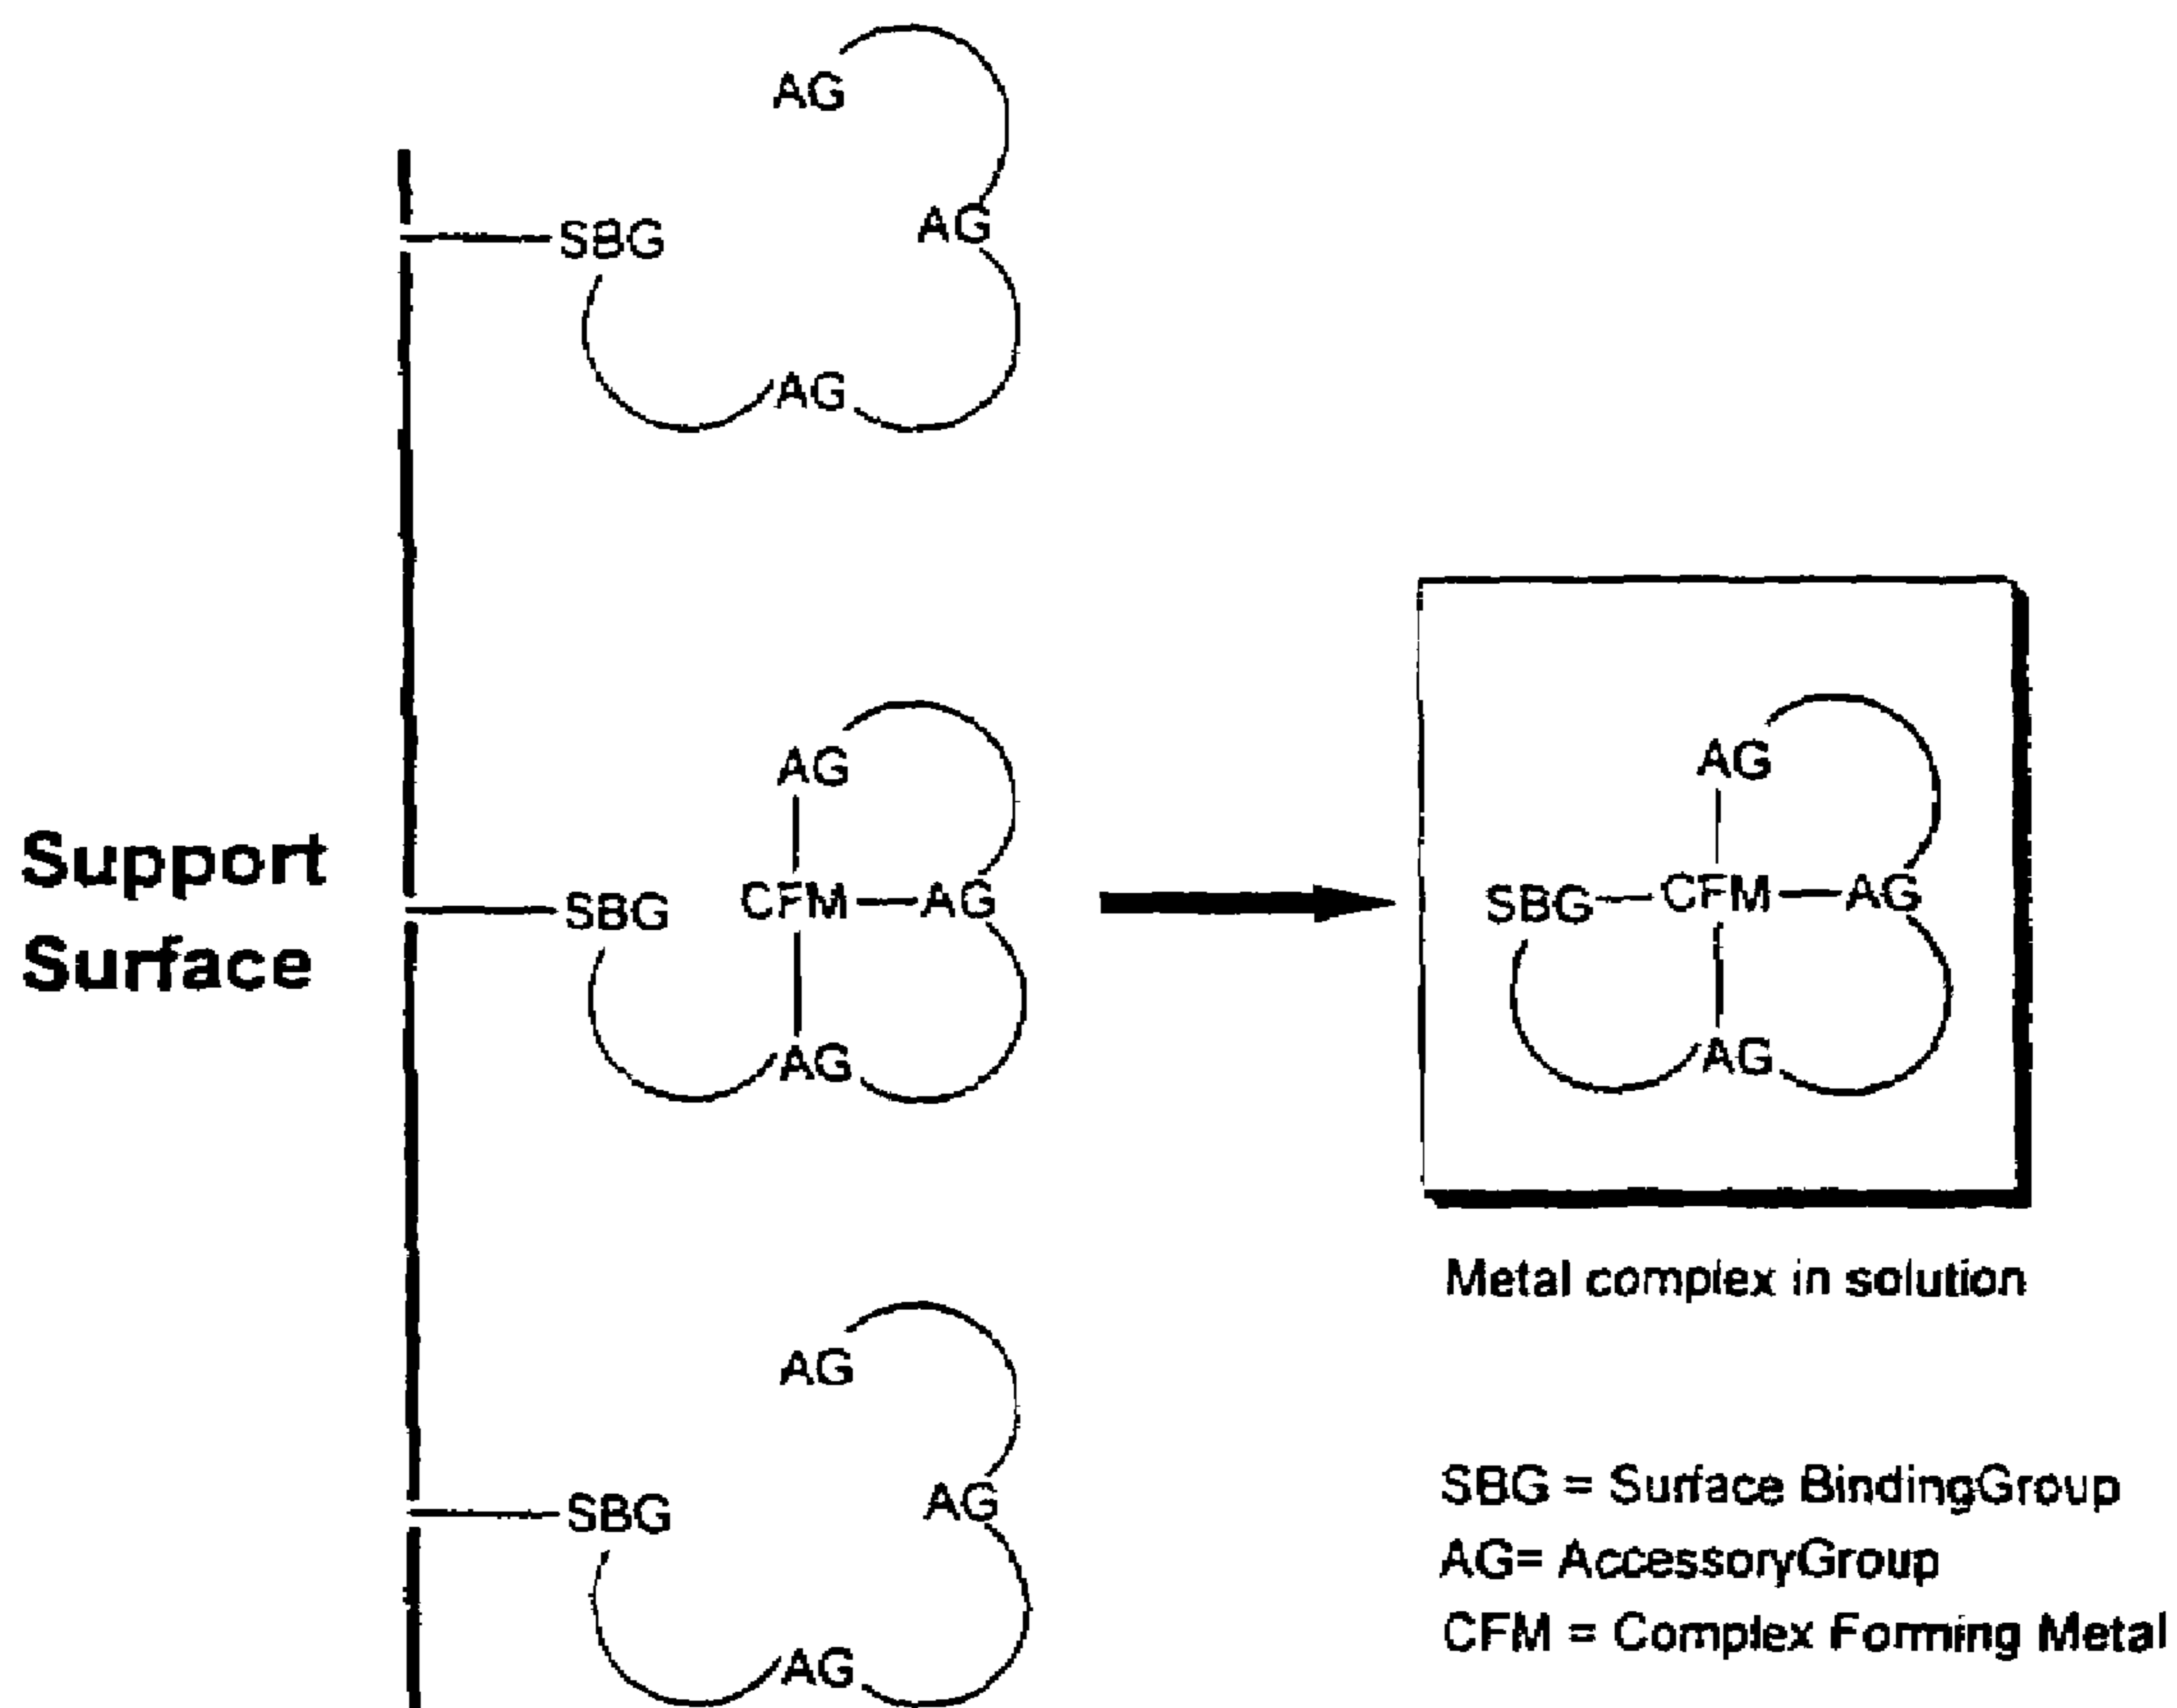 AG
SBG
AG
AG
Support
Surface
AG
SBG
CFM
AG
AG
AG
SBG
CFM
AG
AG
Metal complex in solution
AG
SBG
AG
AG
SBG = Surface BindingGroup
AG= AccessoryGroup
CFM = Complex Forming Metal